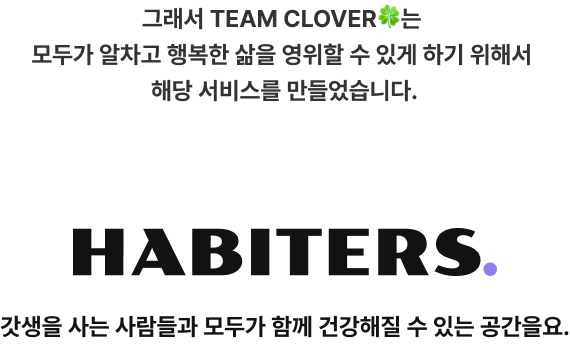 그래서 TEAM CLOVER🍀는
모두가 알차고 행복한 삶을 영위할 수 있게 하기 위해서
해당 서비스를 만들었습니다.
HABITERS.
갓생을 사는 사람들과 모두가 함께 건강해질 수 있는 공간을요.